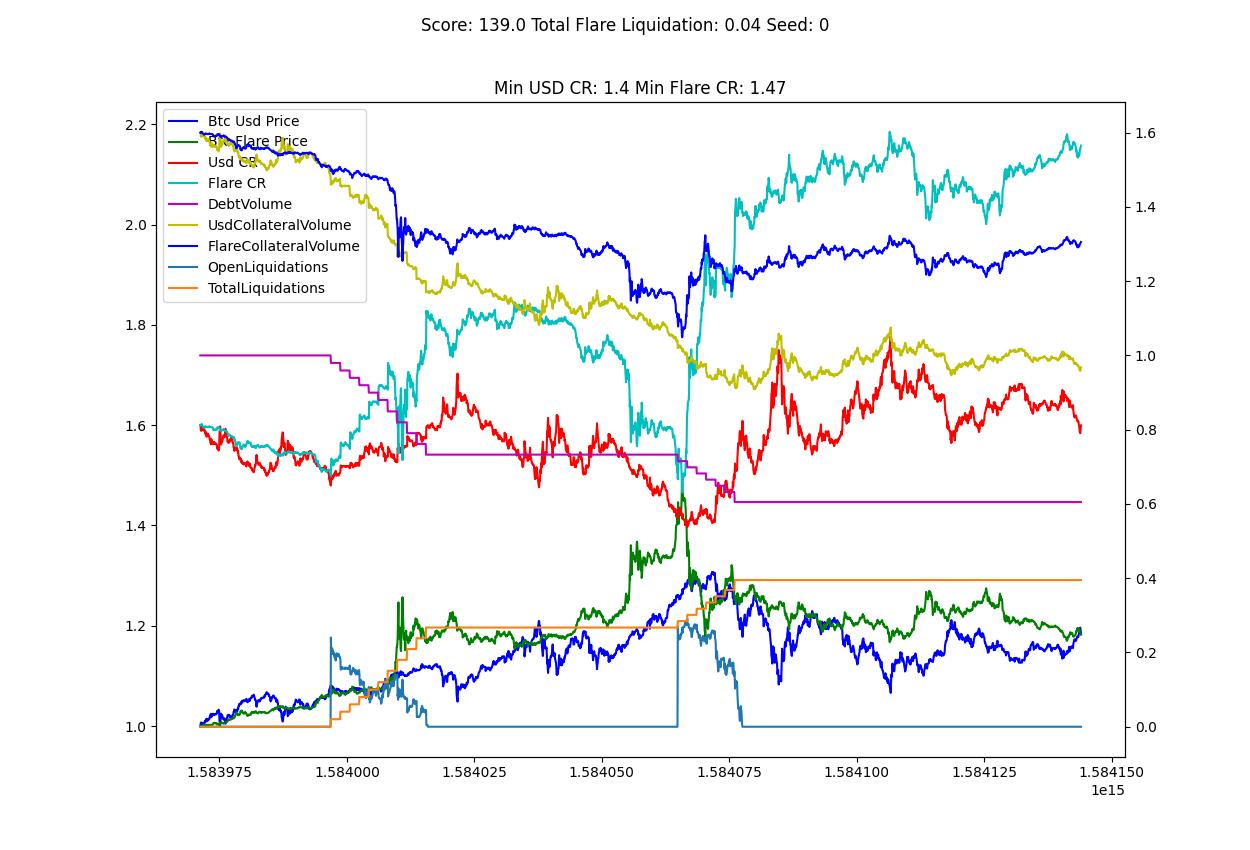 Score: 139.0 Total Flare Liquidation: 0.04 Seed: 0
Min USD CR: 1.4 Min Flare CR: 1.47
Btc Usd Price
Btc Flare Price
Usd CR
Flare CR
DebtVolume
UsdCollateralVolume
FlareCollateralVolume
OpenLiquidations
TotalLiquidations
2.2
2.0
1.8
1.6
1.4
1.2
1.0
1.6
1.4
1.2
1.0
0.8
0.6
0.4
0.2
0.0
1.583975 1.584000 1.584025 1.584050 1.584075 1.584100 1.584125 1.584150
1e15